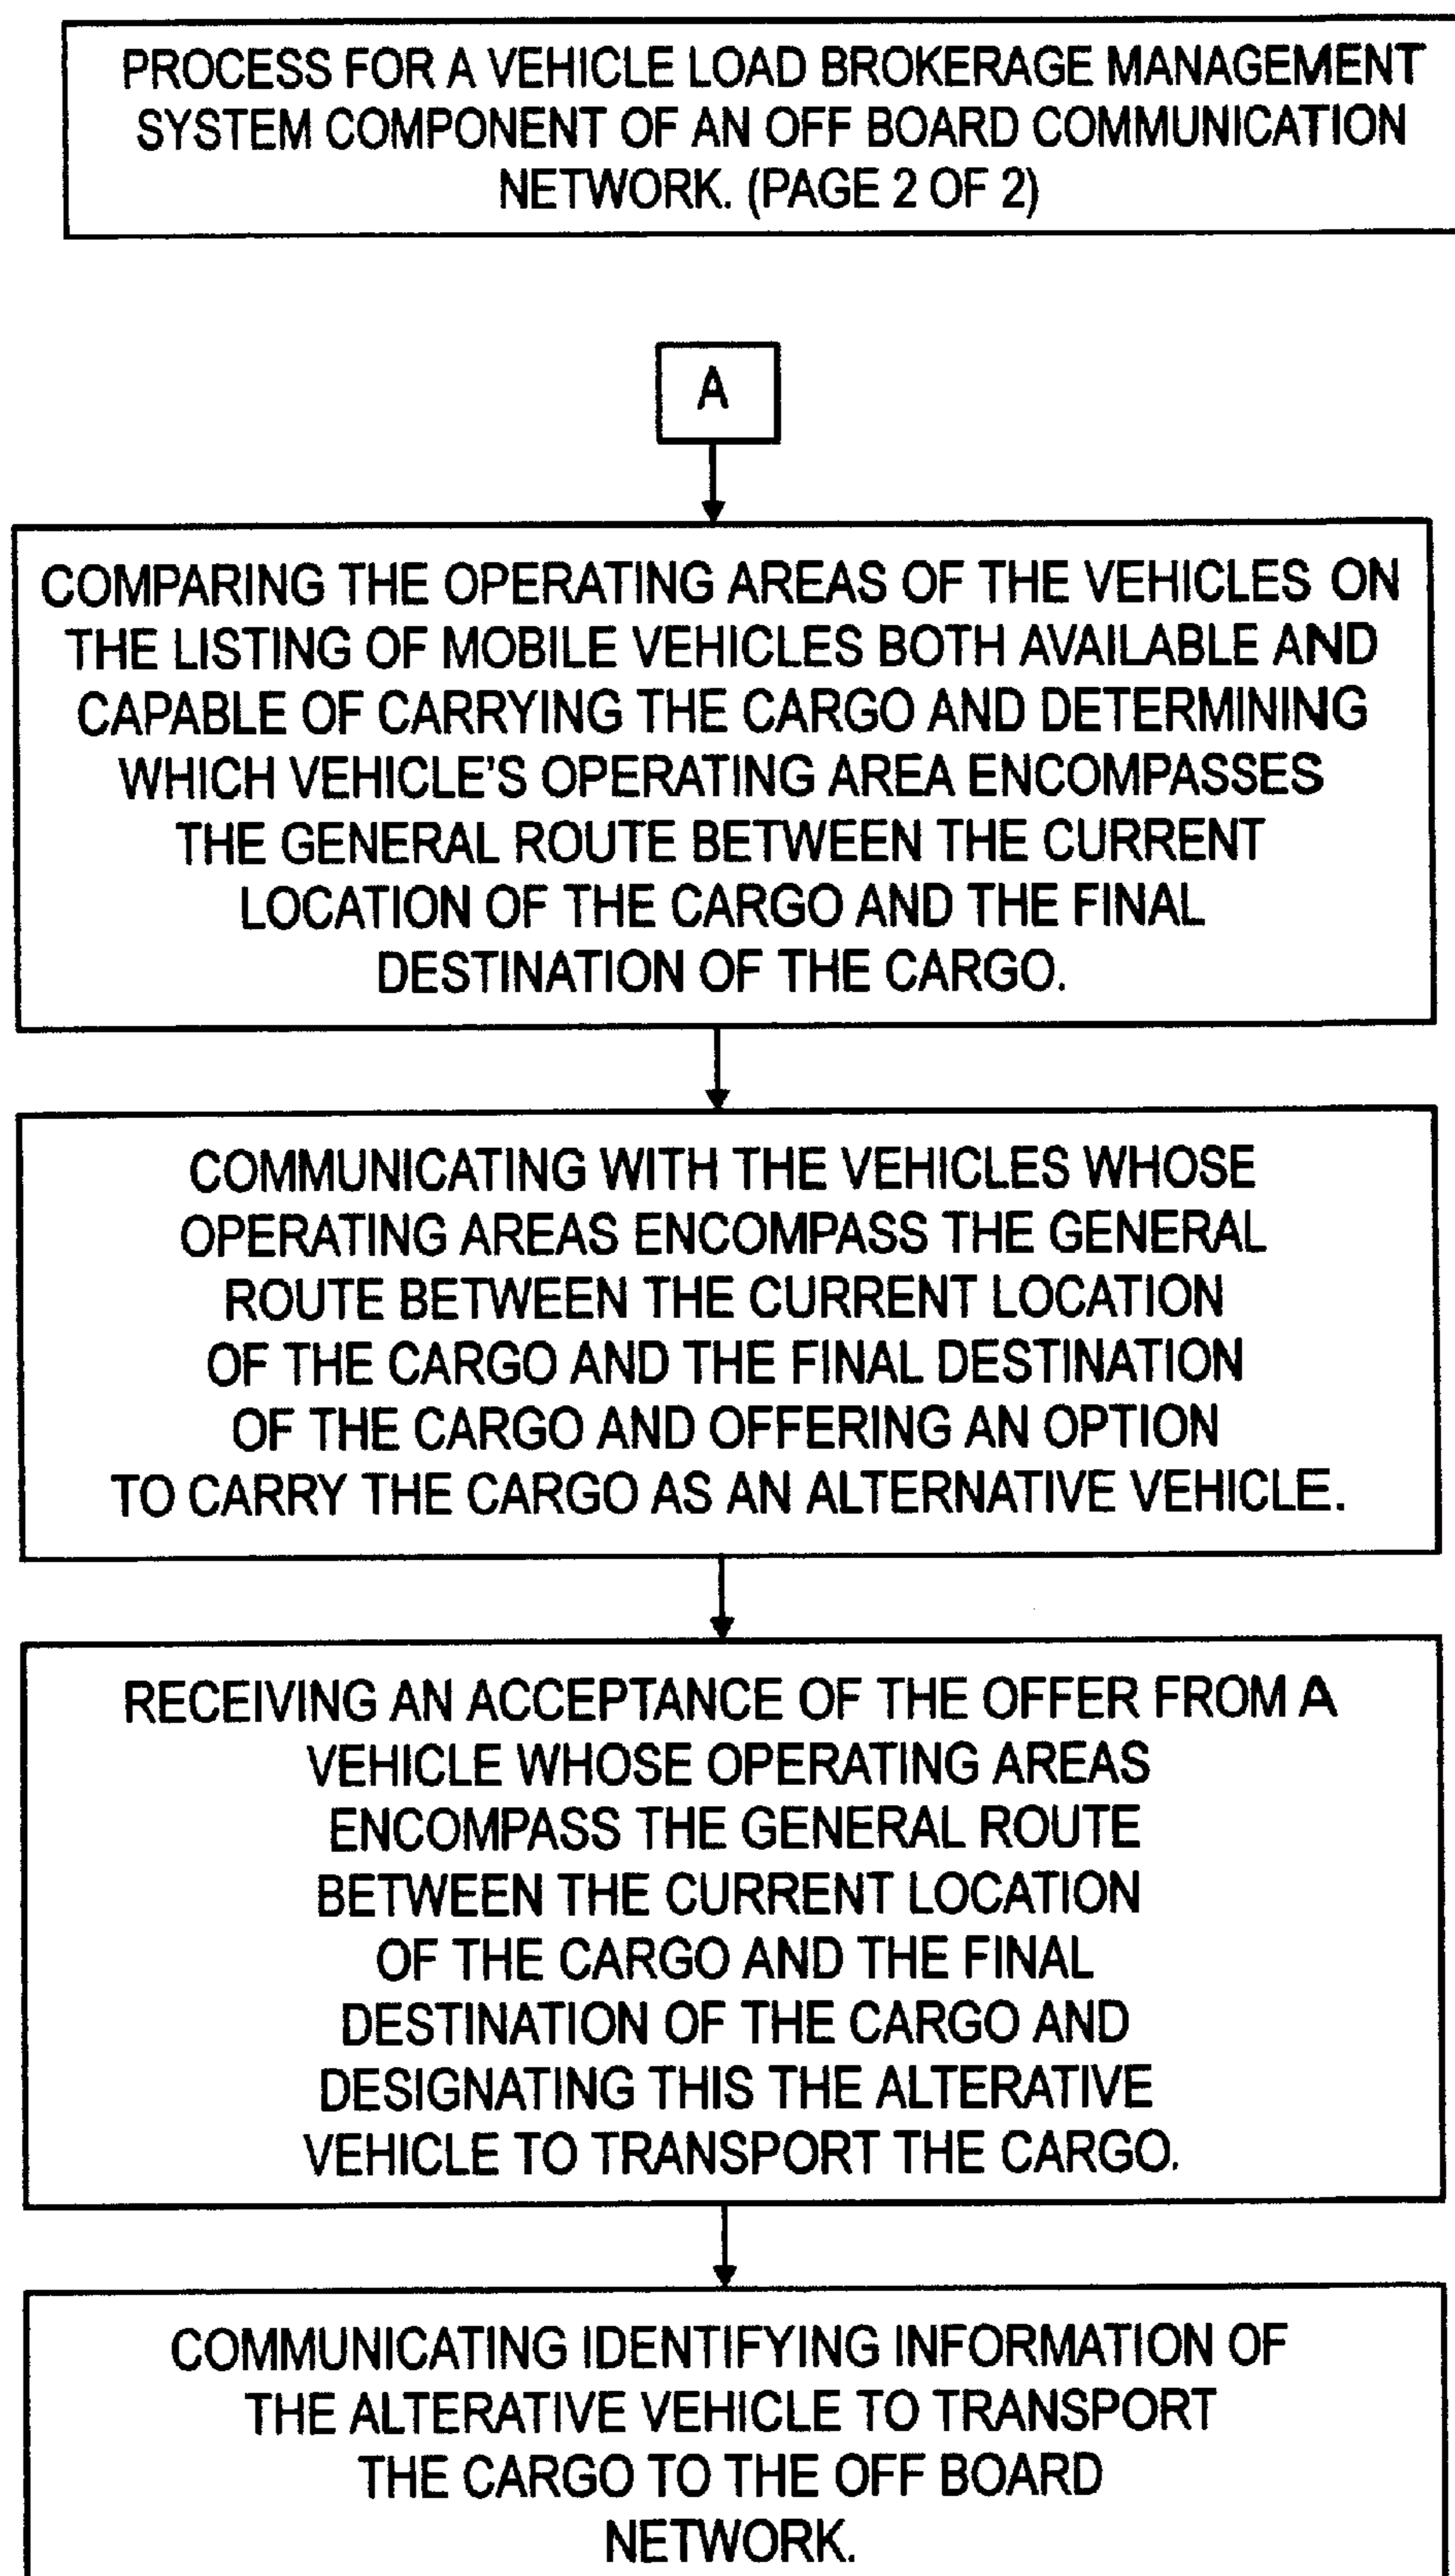 PROCESS FOR A VEHICLE LOAD BROKERAGE MANAGEMENT
SYSTEM COMPONENT OF AN OFF BOARD COMMUNICATION
NETWORK. (PAGE 2 OF 2)
A
COMPARING THE OPERATING AREAS OF THE VEHICLES ON
THE LISTING OF MOBILE VEHICLES BOTH AVAILABLE AND
CAPABLE OF CARRYING THE CARGO AND DETERMINING
WHICH VEHICLE'S OPERATING AREA ENCOMPASSES
THE GENERAL ROUTE BETWEEN THE CURRENT
LOCATION OF THE CARGO AND THE FINAL
DESTINATION OF THE CARGO.
COMMUNICATING WITH THE VEHICLES WHOSE
OPERATING AREAS ENCOMPASS THE GENERAL
ROUTE BETWEEN THE CURRENT LOCATION
OF THE CARGO AND THE FINAL DESTINATION
OF THE CARGO AND OFFERING AN OPTION
TO CARRY THE CARGO AS AN ALTERNATIVE VEHICLE.
RECEIVING AN ACCEPTANCE OF THE OFFER FROM A
VEHICLE WHOSE OPERATING AREAS
ENCOMPASS THE GENERAL ROUTE
BETWEEN THE CURRENT LOCATION
OF THE CARGO AND THE FINAL
DESTINATION OF THE CARGO AND
DESIGNATING THIS THE ALTERATIVE
VEHICLE TO TRANSPORT THE CARGO.
COMMUNICATING IDENTIFYING INFORMATION OF
THE ALTERATIVE VEHICLE TO TRANSPORT
THE CARGO TO THE OFF BOARD
NETWORK.